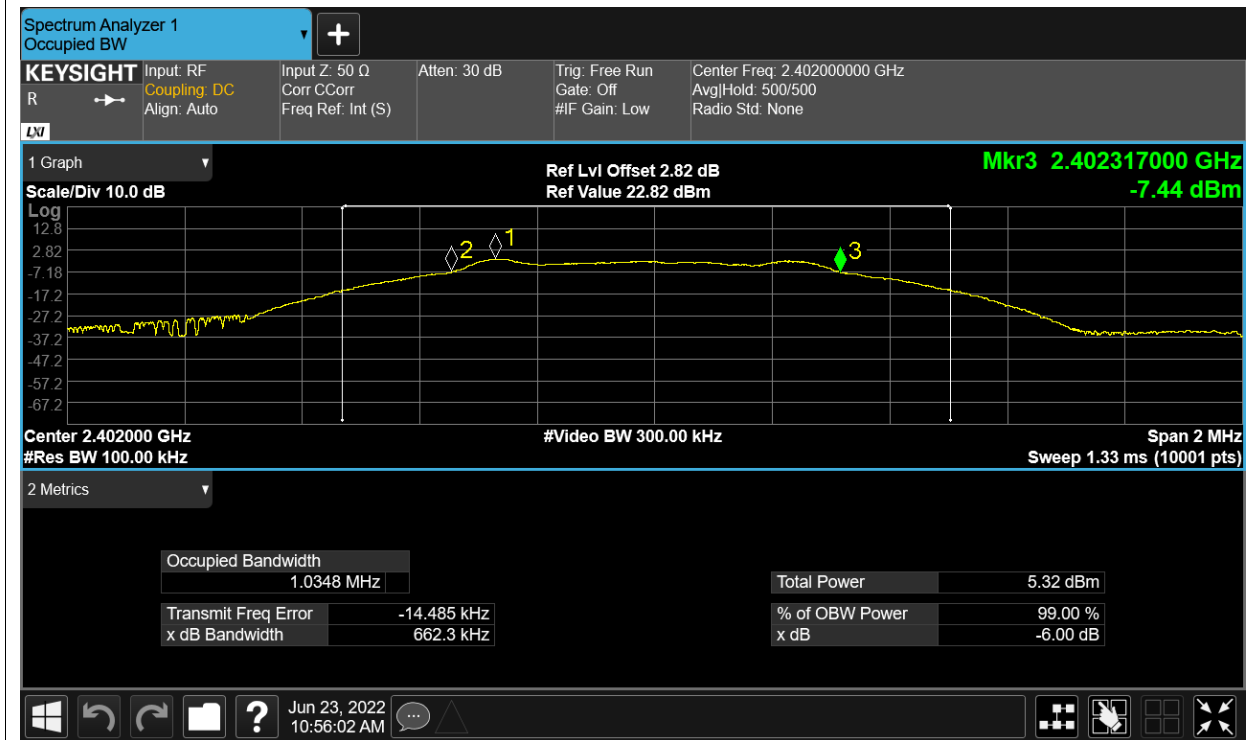 Spectrum Analyzer 1
Occupied BW
KEYSIGHT
R
LXI
Input: RF
Coupling: DC
Align: Auto
Input Z: 50 Ω
Corr CCorr
Freq Ref: Int (S)
Atten: 30 dB
Trig: Free Run
Gate: Off
#IF Gain: Low
Center Freq: 2.402000000 GHz
Avg|Hold: 500/500
Radio Std: None
1 Graph
Scale/Div 10.0 dB
Ref Lvl Offset 2.82 dB
Ref Value 22.82 dBm
Mkr3 2.402317000 GHz
-7.44 dBm
Log
12.8
2.82
-7.18
-17.2
-27.2
-37.2
-47.2
-57.2
-67.2
2
1
3
Center 2.402000 GHz
#Res BW 100.00 kHz
#Video BW 300.00 kHz
Span 2 MHz
Sweep 1.33 ms (10001 pts)
2 Metrics
Occupied Bandwidth
1.0348 MHz
Transmit Freq Error -14.485 kHz
x dB Bandwidth 662.3 kHz
Total Power 5.32 dBm
% of OBW Power 99.00 %
x dB -6.00 dB
?
Jun 23, 2022
10:56:02 AM